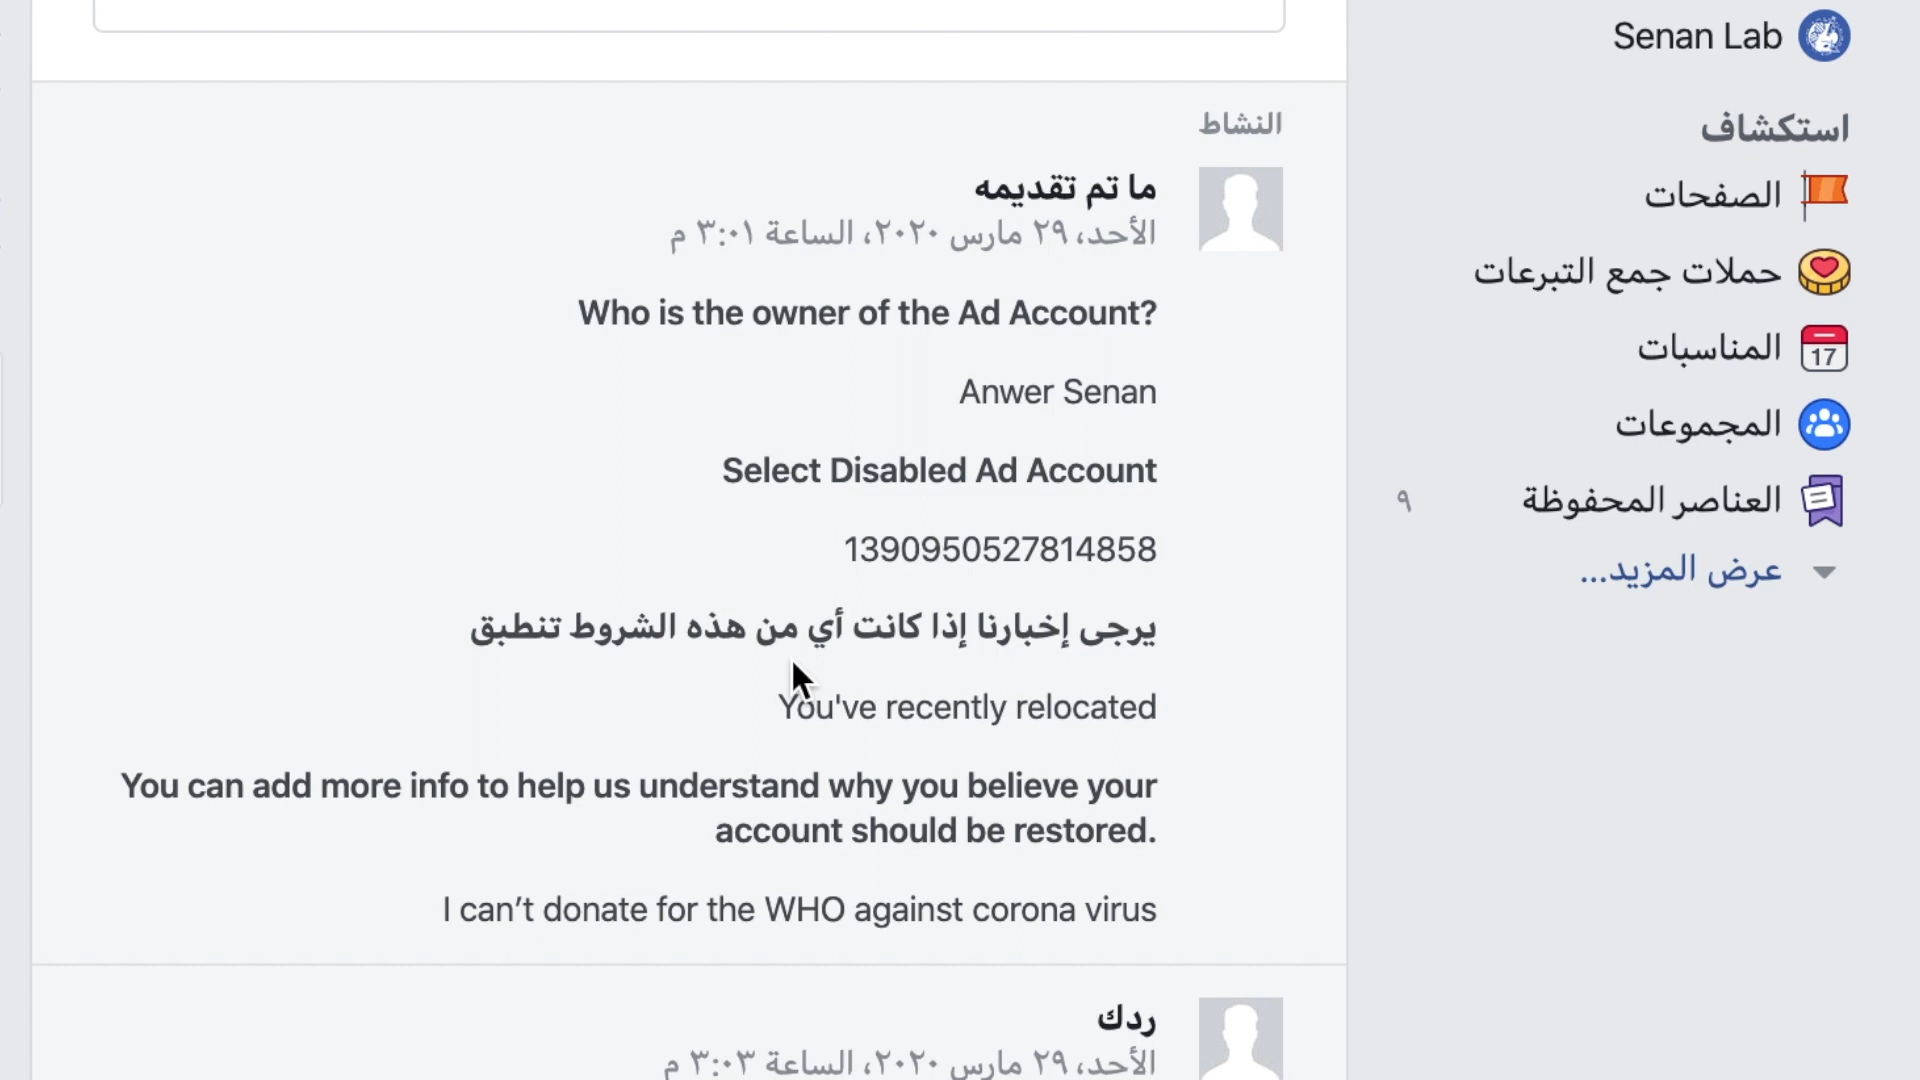 Senan Lab
استكشاف
الصفحات
حملات جمع التبرعات
17
المناسبات
المجموعات
العناصر المحفوظة
٩
عرض المزيد...
النشاط
ما تم تقديمه
الأحد، ٢٩ مارس ٢٠٢٠، الساعة ٣:٠١ م
Who is the owner of the Ad Account?
Anwer Senan
Select Disabled Ad Account
1390950527814858
يرجى إخبارنا إذا كانت أي من هذه الشروط تنطبق
You've recently relocated
You can add more info to help us understand why you believe your
account should be restored.
I can’t donate for the WHO against corona virus
ردك
الأحد، ٢٩ مارس ٢٠٢٠، الساعة ٣:٠٣ م